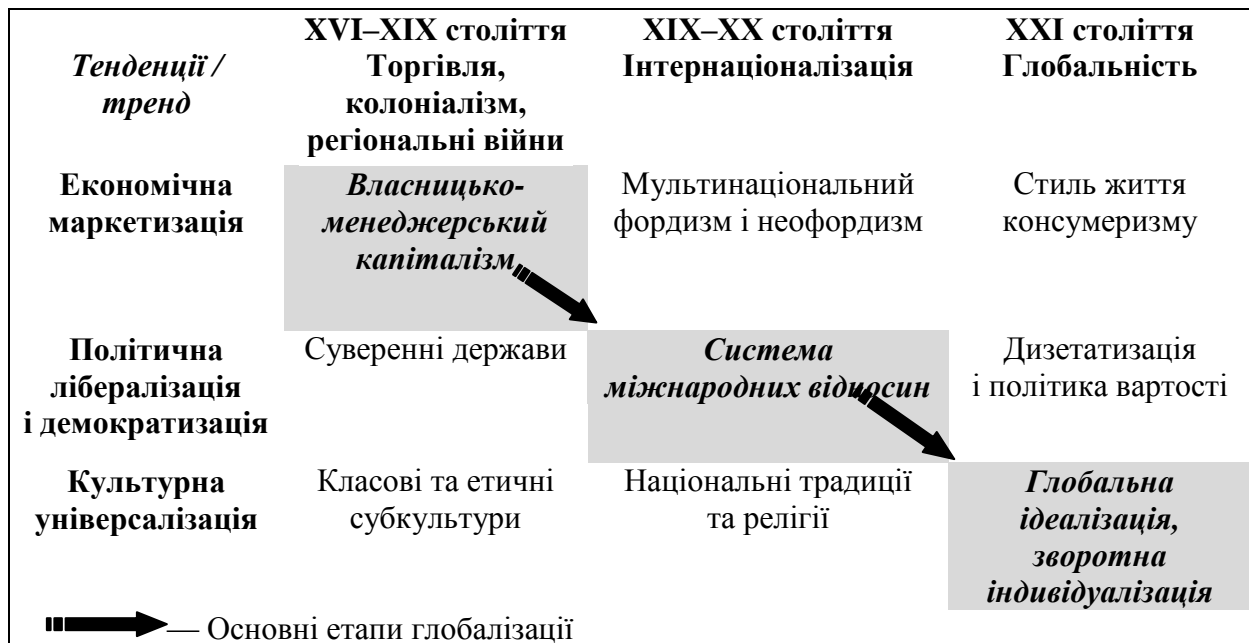 Тенденції /
тренд
XVI–XIX століття
Торгівля,
колоніалізм,
регіональні війни
XIX–XX століття
Інтернаціоналізація
XXI століття
Глобальність
Економічна
маркетизація
Власницько-
менеджерський
капіталізм
Мультинаціональний
фордизм і неофордизм
Стиль життя
консумеризму
Політична
лібералізація
і демократизація
Суверенні держави
Система
міжнародних відносин
Дизетатизація
і політика вартості
Культурна
універсалізація
Класові та етичні
субкультури
Національні традиції
та релігії
Глобальна
ідеалізація,
зворотна
індивідуалізація
— Основні етапи глобалізації